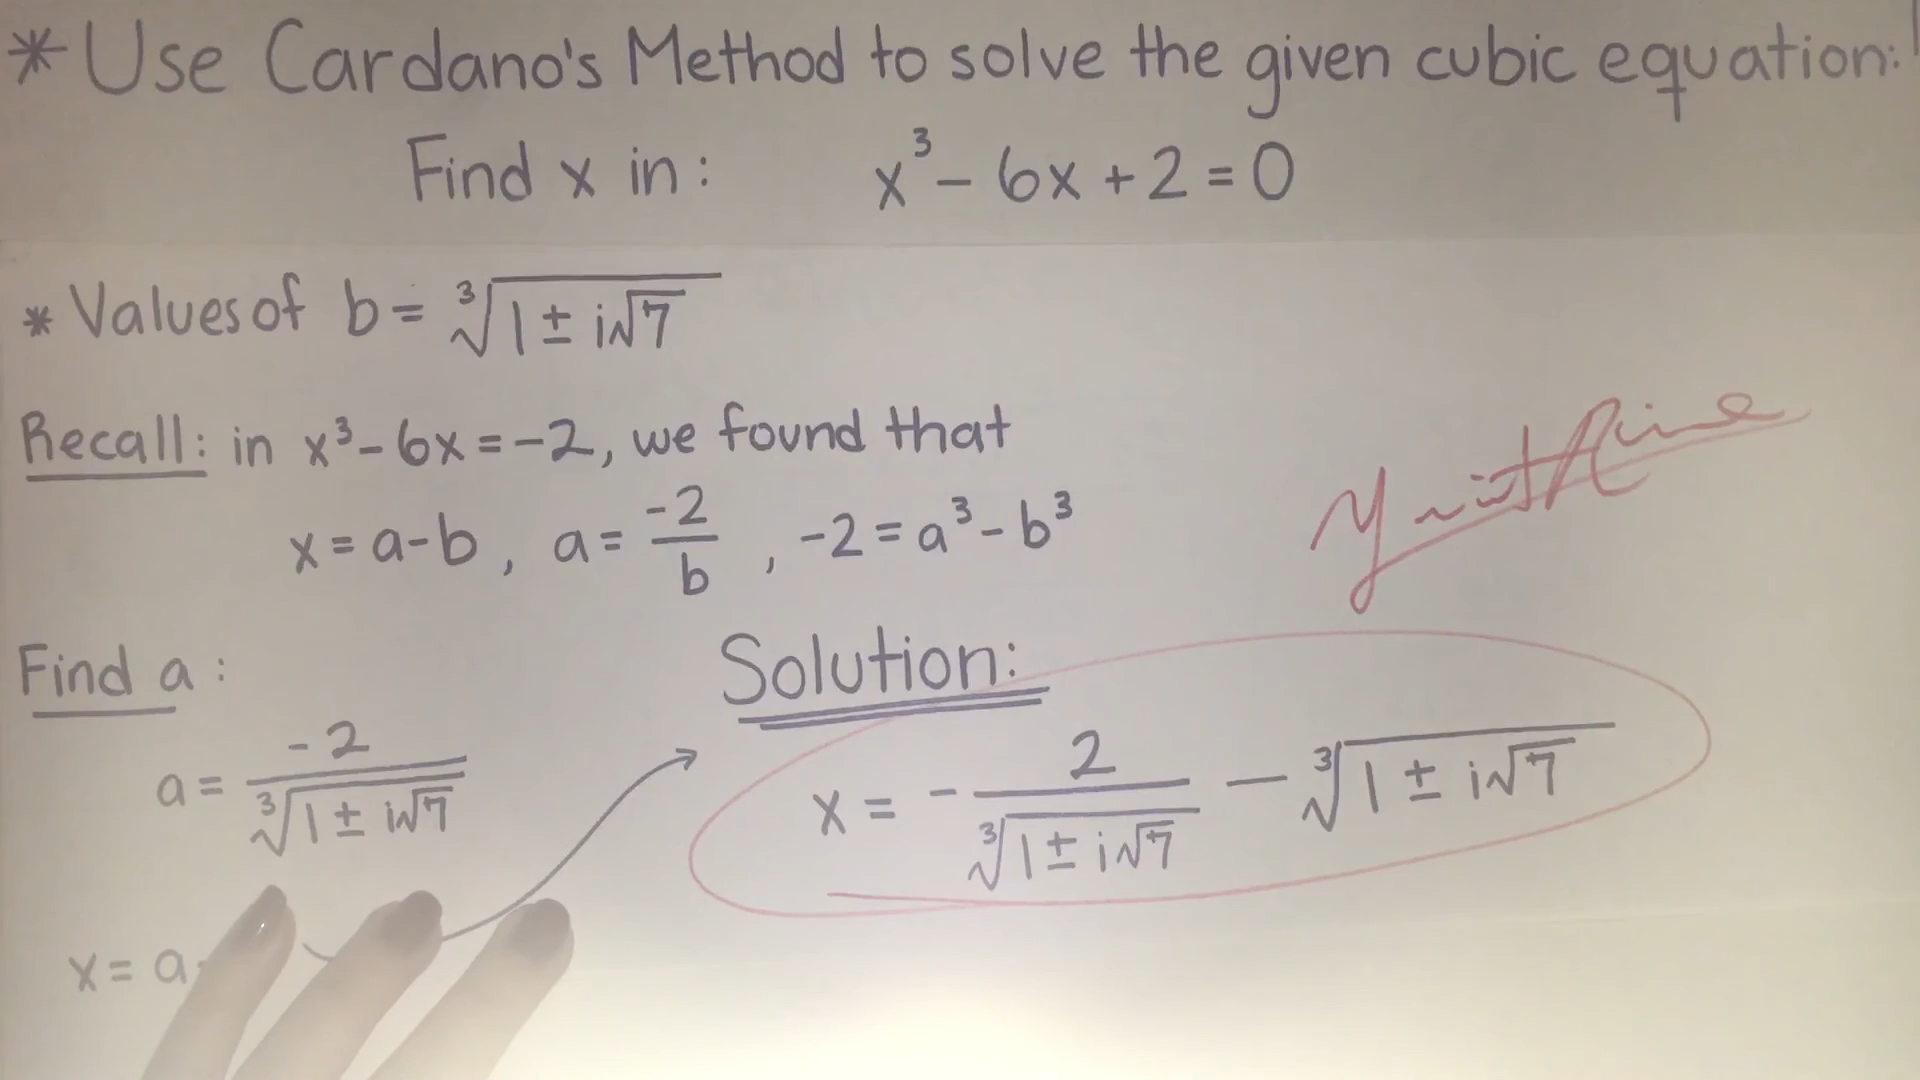 * Use Cardano's Method to solve the given cubic equation:
Find x in: x³ - 6x + 2 = 0
* Values of b = ∛(1 ± i√7)
Recall: in x³ - 6x = -2, we found that
x = a - b , a = -2/b , -2 = a³ - b³
Find a :
a = -2/∛(1 ± i√7)
x = a
Solution:
x = - 2/∛(1 ± i√7) - ∛(1 ± i√7)